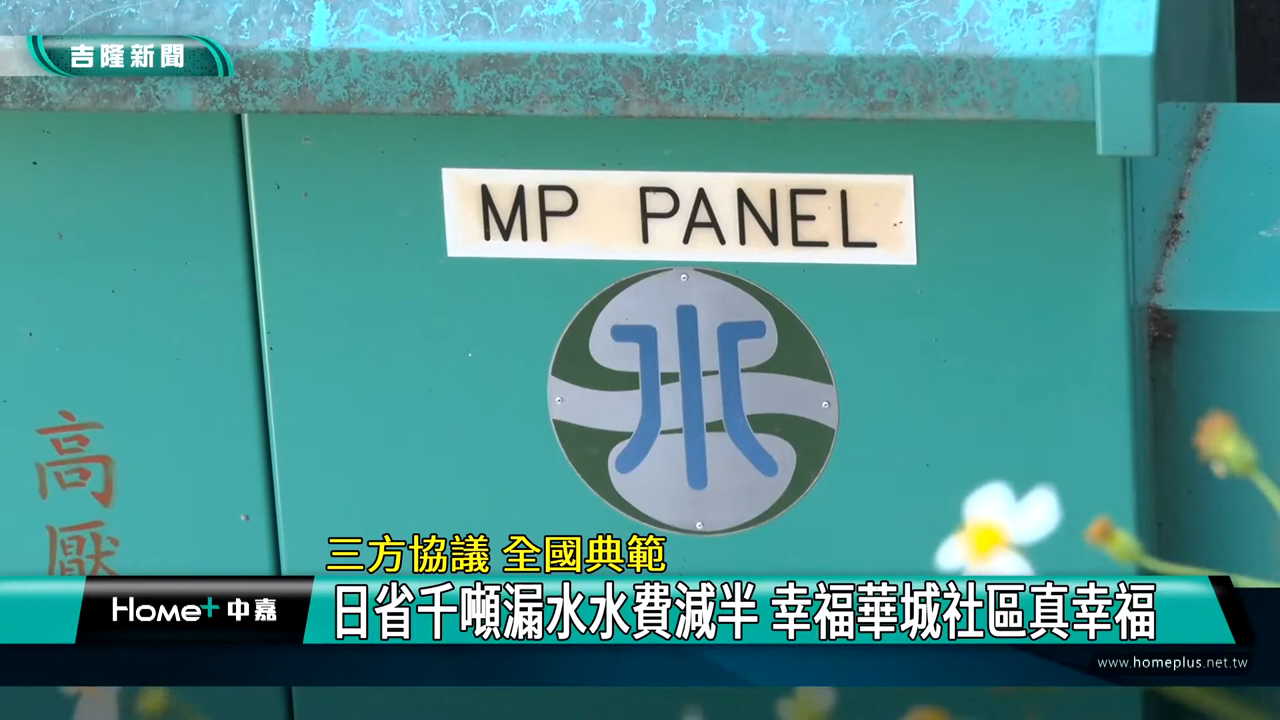 吉隆新聞
MP PANEL
水
高壓
三方協議 全國典範
Home+ 中嘉
日省千噸漏水水費減半 幸福華城社區真幸福
www.homeplus.net.tw